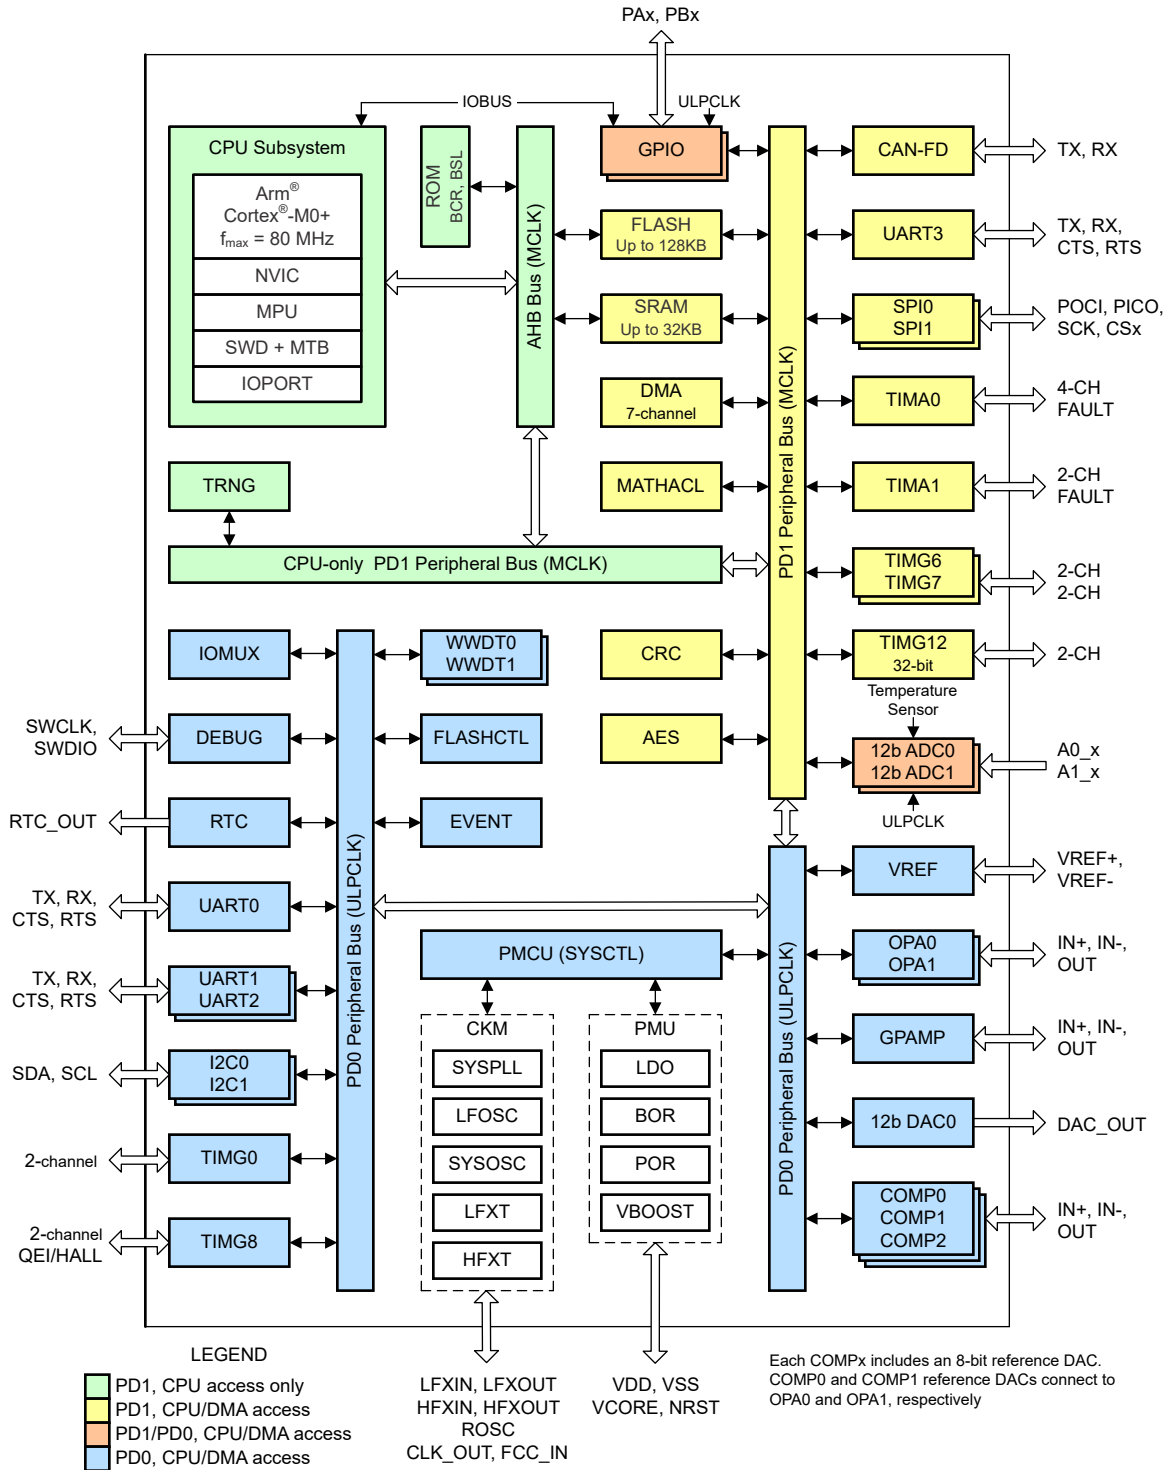 PAx, PBx
IOBUS
ULPCLK
CPU Subsystem
Arm®
Cortex®-M0+
fmax = 80 MHz
NVIC
MPU
SWD + MTB
IOPORT
ROM
BCR, BSL
AHB Bus (MCLK)
GPIO
FLASH
Up to 128KB
SRAM
Up to 32KB
DMA
7-channel
MATHACL
PD1 Peripheral Bus (MCLK)
CAN-FD
TX, RX
UART3
TX, RX,
CTS, RTS
SPI0
SPI1
POCI, PICO,
SCK, CSx
TIMA0
4-CH
FAULT
TIMA1
2-CH
FAULT
TRNG
CPU-only PD1 Peripheral Bus (MCLK)
TIMG6
TIMG7
2-CH
2-CH
IOMUX
WWDT0
WWDT1
CRC
TIMG12
32-bit
2-CH
Temperature
Sensor
SWCLK,
SWDIO
DEBUG
FLASHCTL
AES
12b ADC0
12b ADC1
A0_x
A1_x
ULPCLK
RTC_OUT
RTC
EVENT
PD0 Peripheral Bus (ULPCLK)
VREF
VREF+,
VREF-
TX, RX,
CTS, RTS
UART0
PMCU (SYSCTL)
PD0 Peripheral Bus (ULPCLK)
OPA0
OPA1
IN+, IN-,
OUT
TX, RX,
CTS, RTS
UART1
UART2
CKM
SYSPLL
LFOSC
SYSOSC
LFXT
HFXT
PMU
LDO
BOR
POR
VBOOST
GPAMP
IN+, IN-,
OUT
SDA, SCL
I2C0
I2C1
12b DAC0
DAC_OUT
2-channel
TIMG0
COMP0
COMP1
COMP2
IN+, IN-,
OUT
2-channel
QEI/HALL
TIMG8
LEGEND
PD1, CPU access only
PD1, CPU/DMA access
PD1/PD0, CPU/DMA access
PD0, CPU/DMA access
LFXIN, LFXOUT
HFXIN, HFXOUT
ROSC
CLK_OUT, FCC_IN
VDD, VSS
VCORE, NRST
Each COMPx includes an 8-bit reference DAC.
COMP0 and COMP1 reference DACs connect to
OPA0 and OPA1, respectively